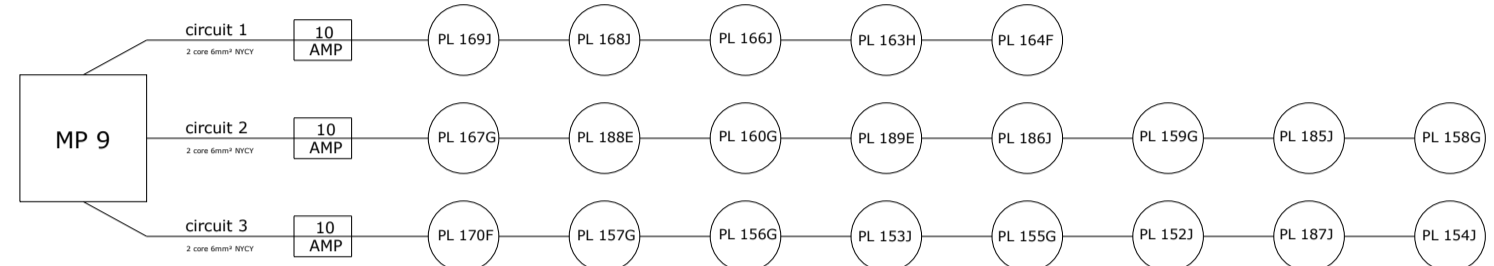 circuit 1
2 core 6mm² NYCY
10
AMP
PL 169J
PL 168J
PL 166J
PL 163H
PL 164F
MP 9
circuit 2
2 core 6mm² NYCY
10
AMP
PL 167G
PL 188E
PL 160G
PL 189E
PL 186J
PL 159G
PL 185J
PL 158G
circuit 3
2 core 6mm² NYCY
10
AMP
PL 170F
PL 157G
PL 156G
PL 153J
PL 155G
PL 152J
PL 187J
PL 154J